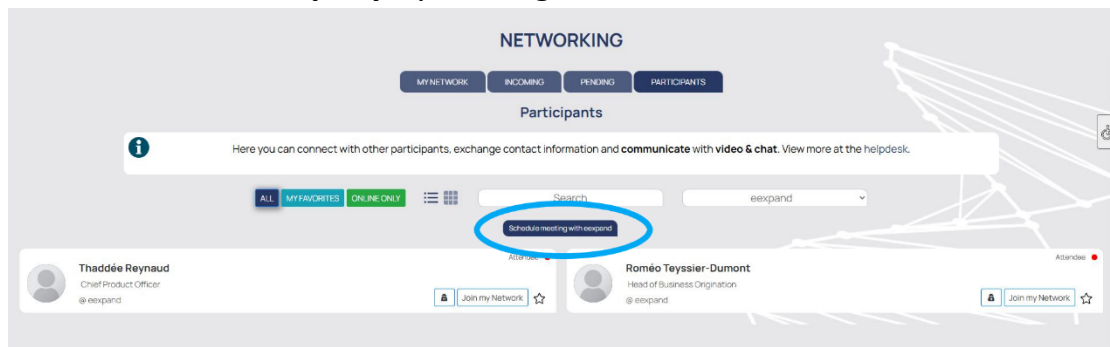 NETWORKING
MY NETWORK INCOMING PENDING PARTICIPANTS
Participants
Here you can connect with other participants, exchange contact information and communicate with video & chat. View more at the helpdesk.
ALL MY FAVORITES ONLINE ONLY Search eexpand
Schedule meeting with eexpand
Attendee Attendee
Thaddée Reynaud Roméo Teyssier-Dumont
Chief Product Officer Head of Business Origination
@ eexpand Join my Network @ eexpand Join my Network